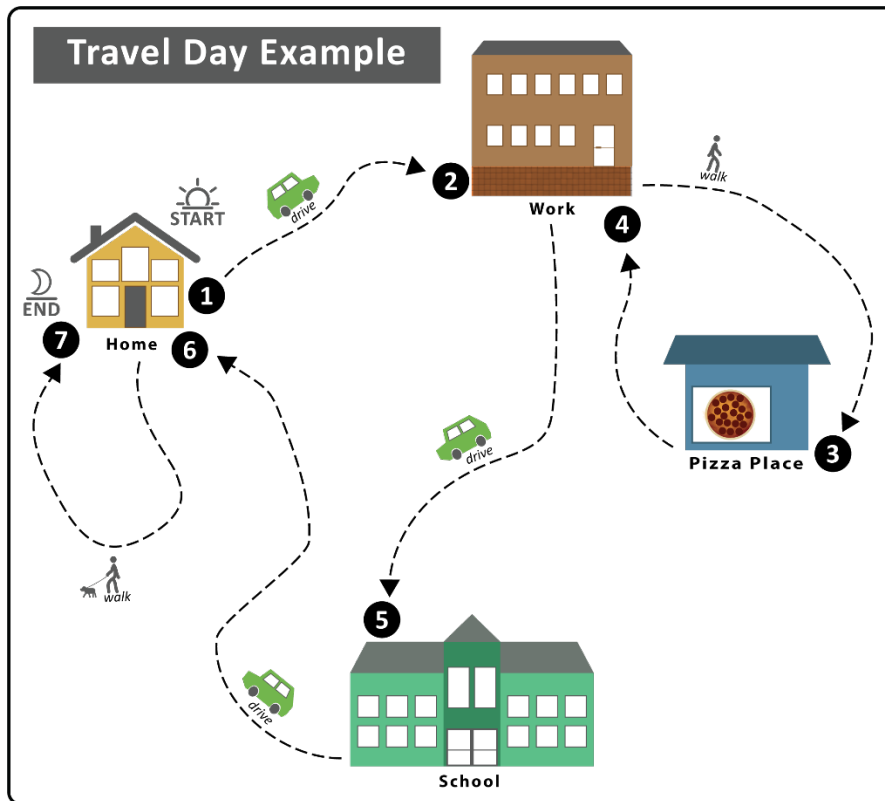 Travel Day Example
START
END
1
Home
7
6
drive
2
Work
walk
4
3
Pizza Place
drive
5
School
drive
walk